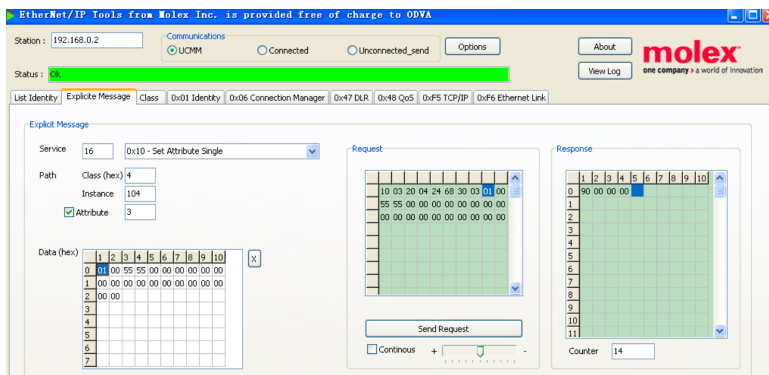 EtherNet/IP Tools from Molex Inc. is provided free of charge to ODVA
Station : 192.168.0.2
Communications
UCMM Connected Unconnected_send
Options
About
View Log
molex
one company > a world of innovation
Status : Ok
List Identity Explicite Message Class 0x01 Identity 0x06 Connection Manager 0x47 DLR 0x48 QoS 0xF5 TCP/IP 0xF6 Ethernet Link
Explicit Message
Service 16 0x10 - Set Attribute Single
Path Class (hex) 4
Instance 104
Attribute 3
Data (hex)
X
1 2 3 4 5 6 7 8 9 10
0 01 00 55 55 00 00 00 00 00 00
1 00 00 00 00 00 00 00 00 00 00
2 00 00
3
4
5
6
7
Request
10 03 20 04 24 68 30 03 01 00
55 55 00 00 00 00 00 00 00 00
00 00 00 00 00 00 00 00 00 00
Send Request
Continous + -
Response
1 2 3 4 5 6 7 8 9 10
0 90 00 00 00
1
2
3
4
5
6
7
8
9
10
11
Counter 14